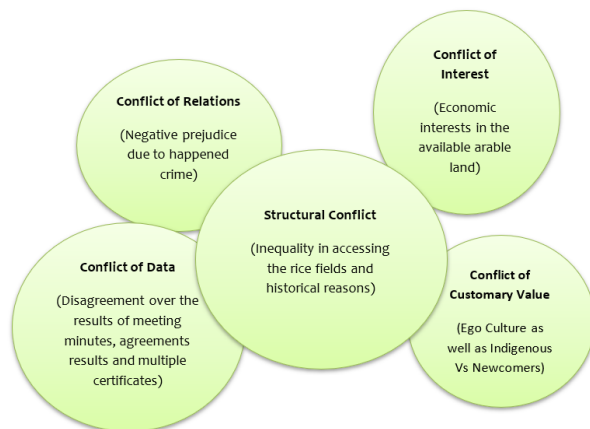 Conflict of
Interest
(Economic
interests in the
available arable
land)
Conflict of Relations
(Negative prejudice
due to happened
crime)
Structural Conflict
(Inequality in accessing
the rice fields and
historical reasons)
Conflict of Data
(Disagreement over the
results of meeting
minutes, agreements
results and multiple
certificates)
Conflict of
Customary Value
(Ego Culture as
well as Indigenous
Vs Newcomers)